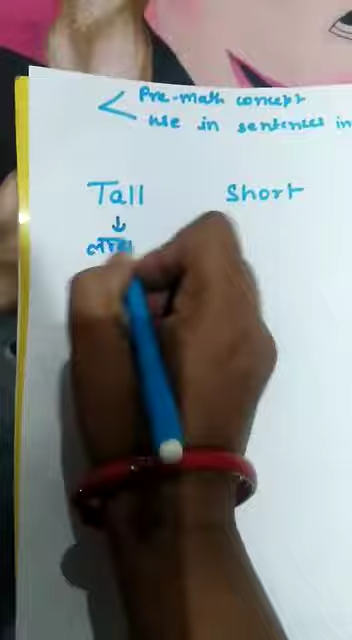 Pre-math concept
use in sentences in
Tall Short